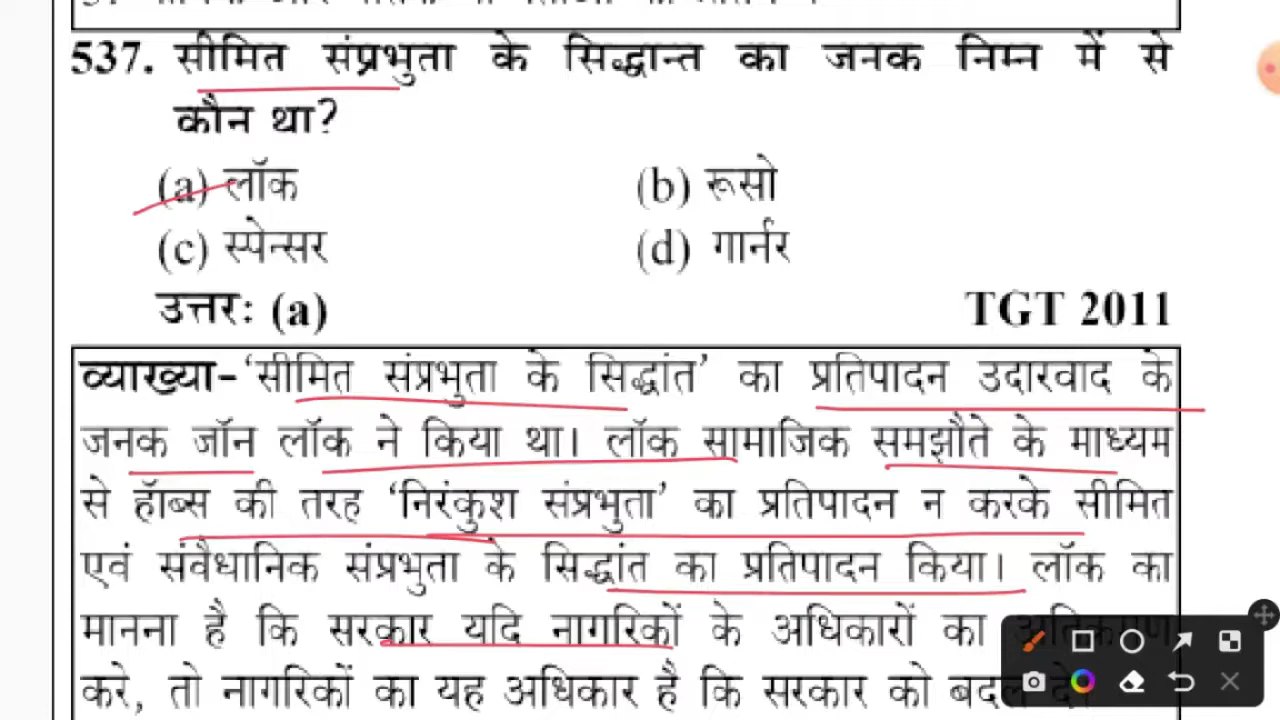 537. सीमित संप्रभुता के सिद्धान्त का जनक निम्न में से
कौन था?
(a) लॉक (b) रूसो
(c) स्पेन्सर (d) गार्नर
उत्तरः (a) TGT 2011
व्याख्या-‘सीमित संप्रभुता के सिद्धांत’ का प्रतिपादन उदारवाद के
जनक जॉन लॉक ने किया था। लॉक सामाजिक समझौते के माध्यम
से हॅाब्स की तरह ‘निरंकुश संप्रभुता’ का प्रतिपादन न करके सीमित
एवं संवैधानिक संप्रभुता के सिद्धांत का प्रतिपादन किया। लॉक का
मानना है कि सरकार यदि नागरिकों के अधिकारों का
करे, तो नागरिकों का यह अधिकार है कि सरकार को बदल दे।